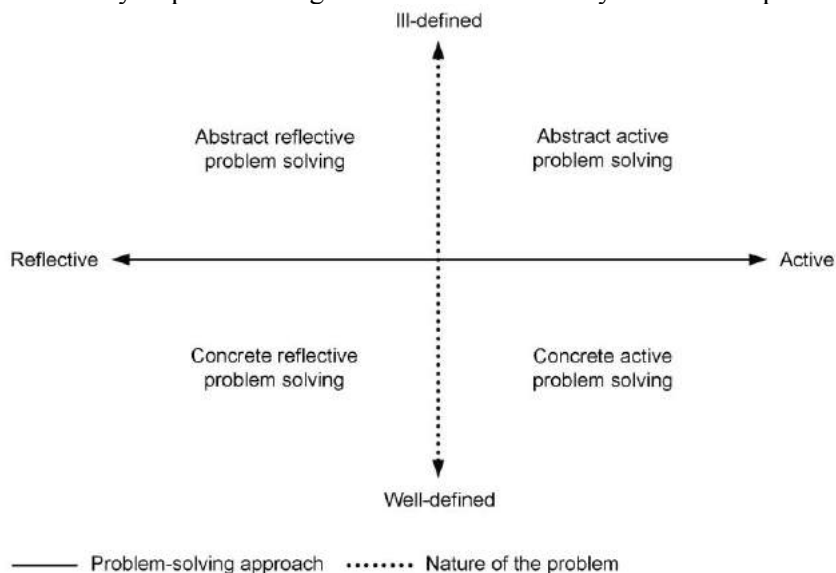 Ill-defined
Abstract reflective
problem solving
Abstract active
problem solving
Reflective
Active
Concrete reflective
problem solving
Concrete active
problem solving
Well-defined
Problem-solving approach
Nature of the problem